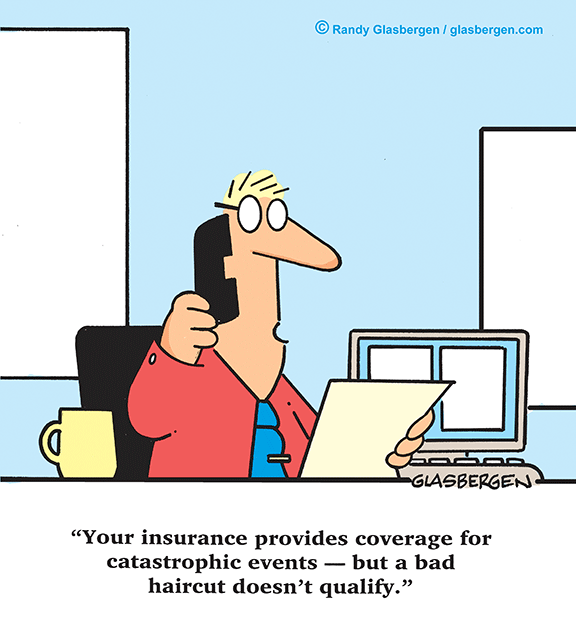 © Randy Glasbergen / glasbergen.com
GLASBERGEN
“Your insurance provides coverage for
catastrophic events — but a bad
haircut doesn’t qualify.”